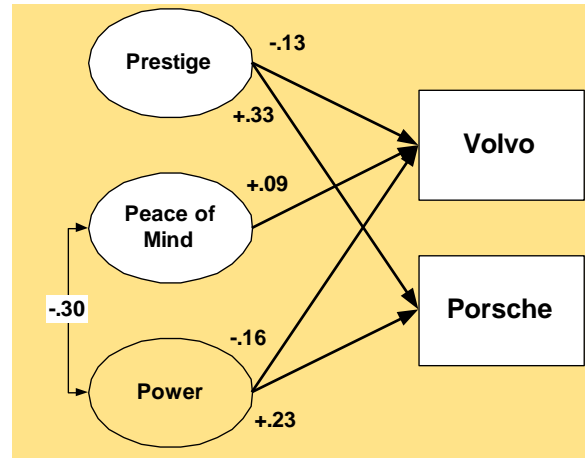 Prestige
-.13
+.33
Volvo
+.09
Peace of
Mind
-.30
Porsche
-.16
Power
+.23